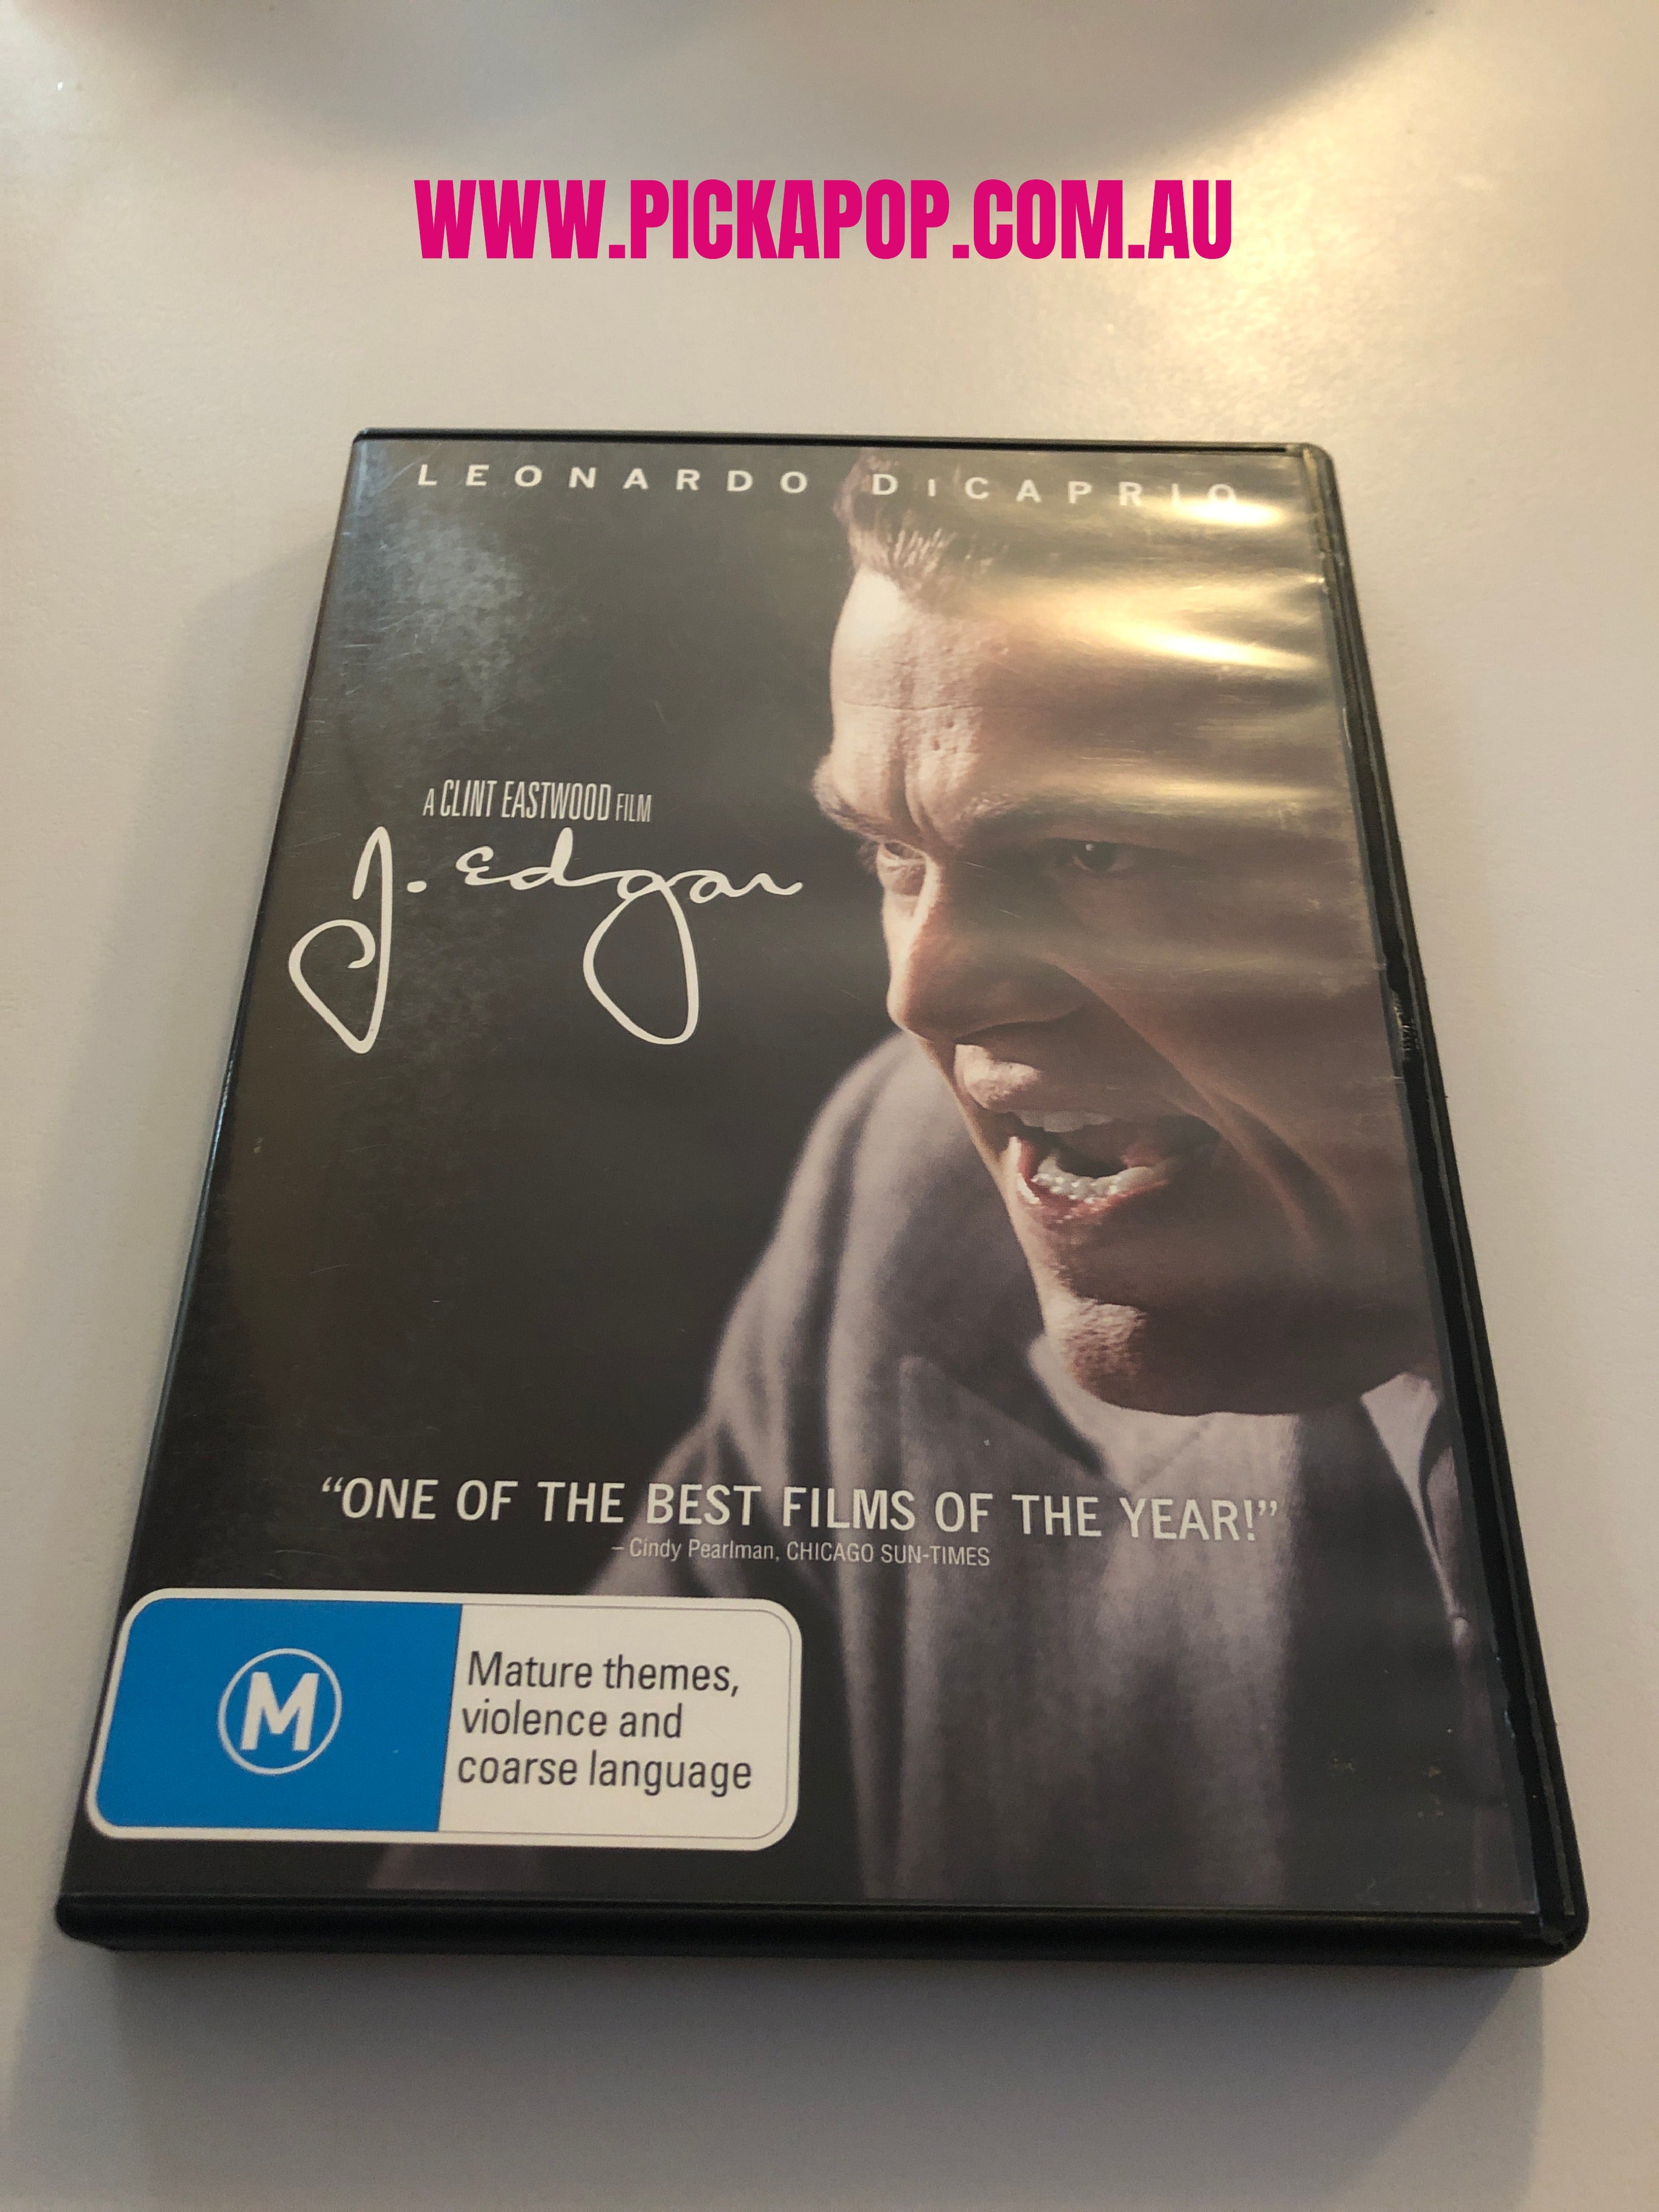 WWW.PICKAPOP.COM.AU
LEONARDO DiCAPRIO
A CLINT EASTWOOD FILM
J. Edgar
“ONE OF THE BEST FILMS OF THE YEAR!”
– Cindy Pearlman, CHICAGO SUN-TIMES
M
Mature themes,
violence and
coarse language